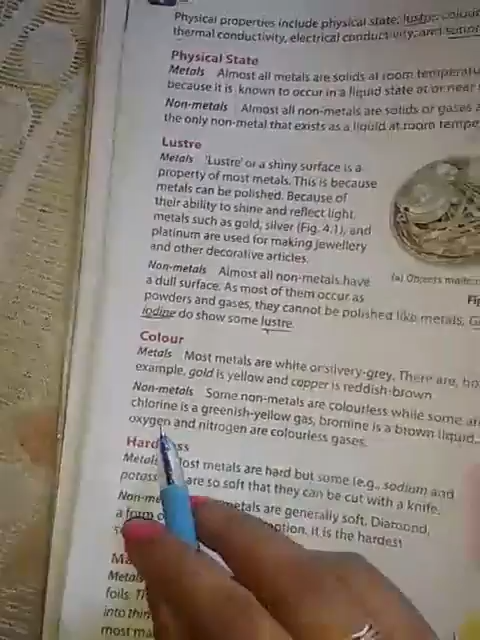 Physical properties include physical state, lustre, colour
thermal conductivity, electrical conductivity, and
Physical State
Metals Almost all metals are solids at room
because it is known to occur in a liquid state at or near
Non-metals Almost all non-metals are solids or gases
the only non-metal that exists as a liquid at room
Lustre
Metals 'Lustre' or a shiny surface is a
property of most metals. This is because
metals can be polished. Because of
their ability to shine and reflect light,
metals such as gold, silver (Fig. 4.1), and
platinum are used for making jewellery
and other decorative articles.
(a) Objects made
Non-metals Almost all non-metals have
a dull surface. As most of them occur as
powders and gases, they cannot be polished like metals.
iodine do show some lustre.
Colour
Metals Most metals are white or silvery-grey. There are,
example, gold is yellow and copper is reddish-brown
Non-metals Some non-metals are colourless while some
chlorine is a greenish-yellow gas, bromine is a brown liquid
oxygen and nitrogen are colourless gases.
Metals most metals are hard but some (e.g., sodium and
are so soft that they can be cut with a knife.
metals are generally soft. Diamond,
a form It is the hardest
Metals
foils.
into thin
most